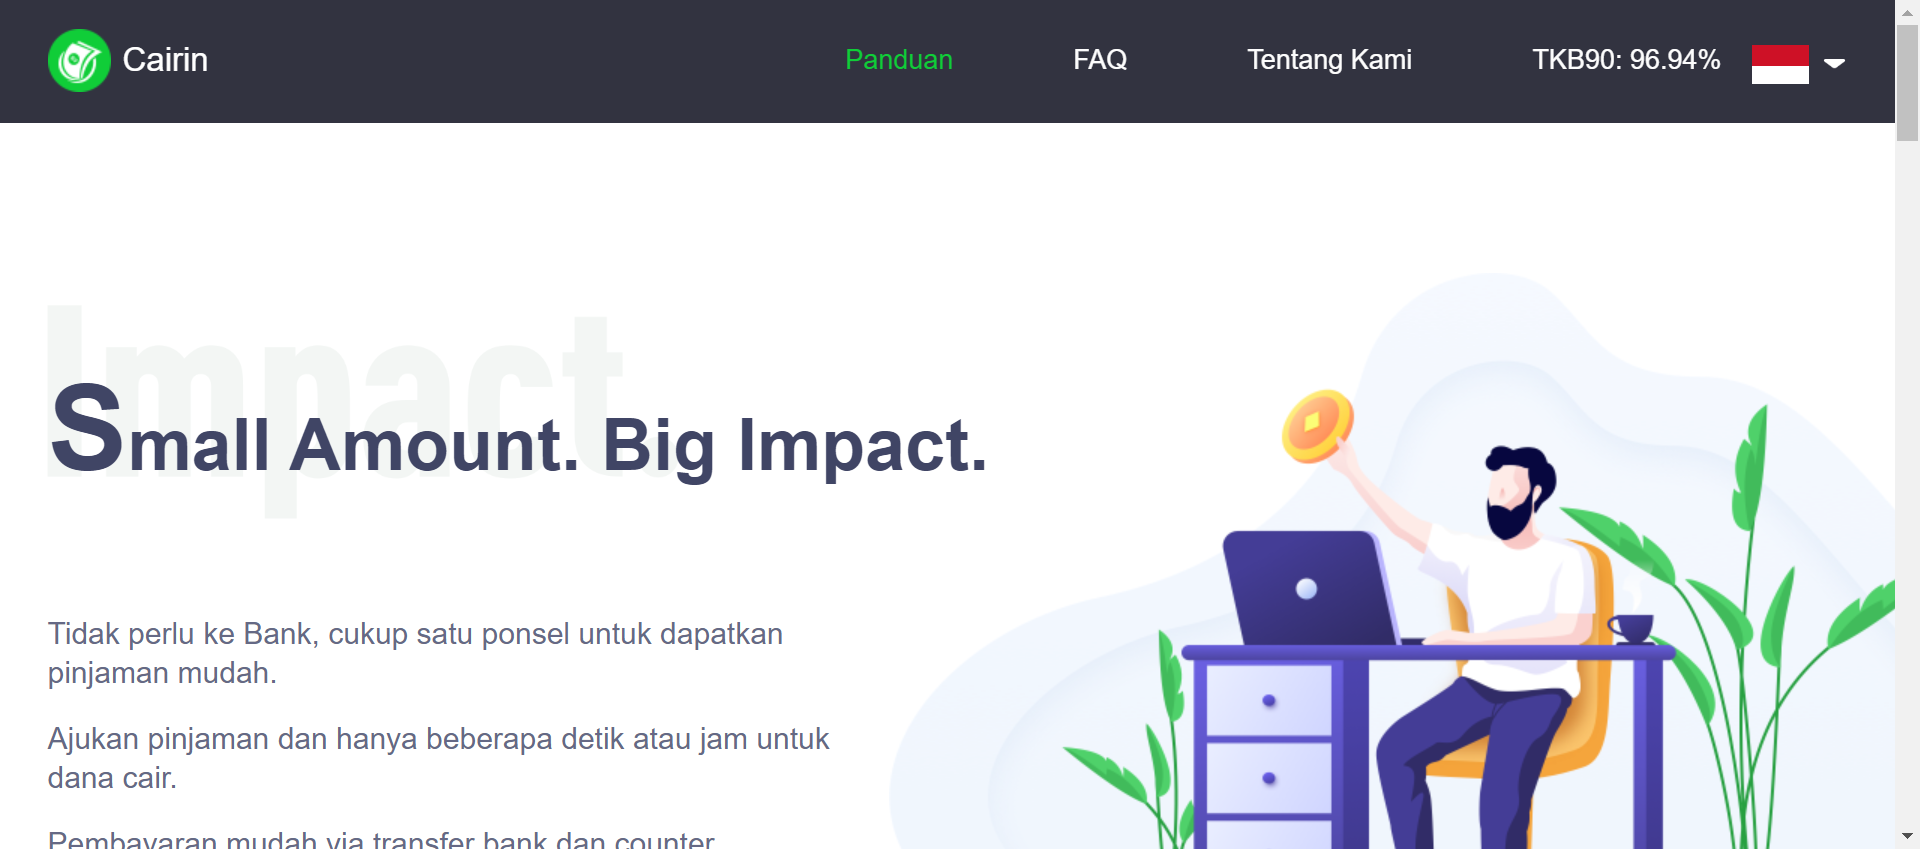 Cairin
Panduan
FAQ
Tentang Kami
TKB90: 96.94%
Impact.
Small Amount. Big Impact.
Tidak perlu ke Bank, cukup satu ponsel untuk dapatkan
pinjaman mudah.
Ajukan pinjaman dan hanya beberapa detik atau jam untuk
dana cair.
Pembayaran mudah via transfer bank dan counter